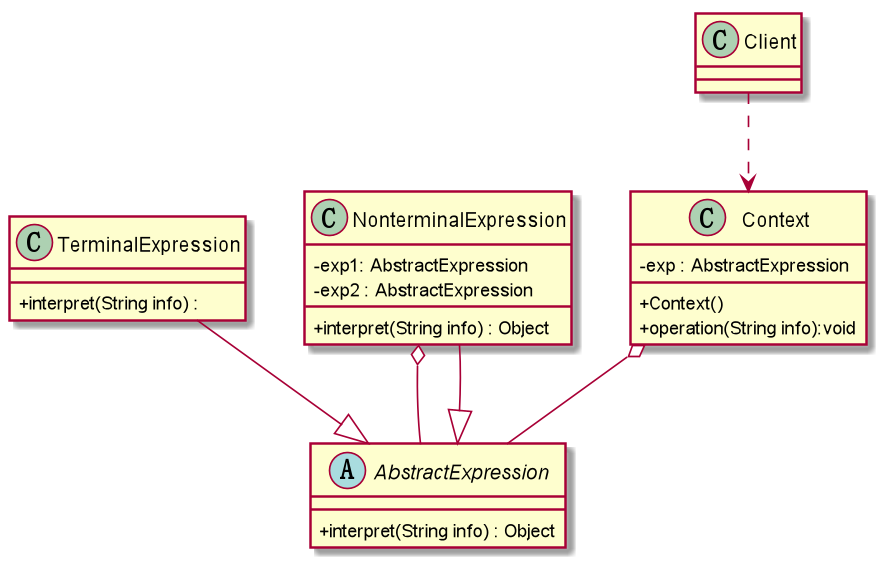 C Client
C TerminalExpression
+interpret(String info) :
C NonterminalExpression
-exp1: AbstractExpression
-exp2 : AbstractExpression
+interpret(String info) : Object
C Context
-exp : AbstractExpression
+Context()
+operation(String info):void
A AbstractExpression
+interpret(String info) : Object